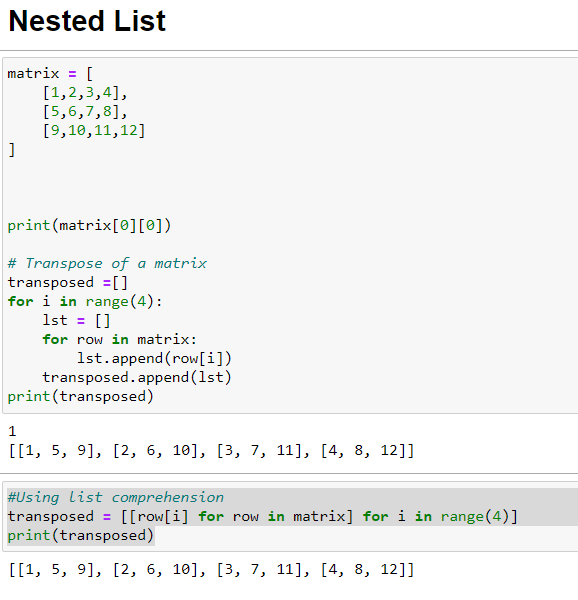 Nested List
matrix = [
    [1,2,3,4],
    [5,6,7,8],
    [9,10,11,12]
]
print(matrix[0][0])
# Transpose of a matrix
transposed =[]
for i in range(4):
    lst = []
    for row in matrix:
        lst.append(row[i])
    transposed.append(lst)
print(transposed)
1
[[1, 5, 9], [2, 6, 10], [3, 7, 11], [4, 8, 12]]
#Using list comprehension
transposed = [[row[i] for row in matrix] for i in range(4)]
print(transposed)
[[1, 5, 9], [2, 6, 10], [3, 7, 11], [4, 8, 12]]